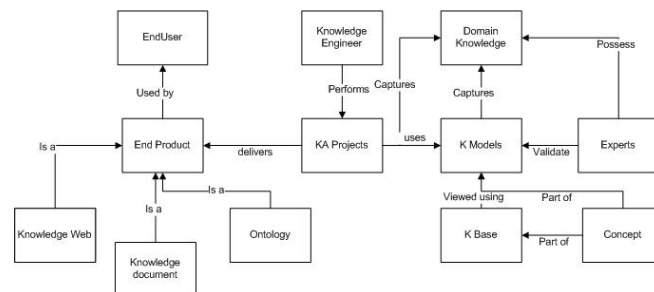 EndUser
Knowledge
Engineer
Domain
Knowledge
Possess
Used by
Performs
Captures
Captures
Is a
End Product
delivers
KA Projects
uses
K Models
Validate
Experts
Is a
Is a
Viewed using
Part of
Knowledge Web
Knowledge
document
Ontology
K Base
Part of
Concept